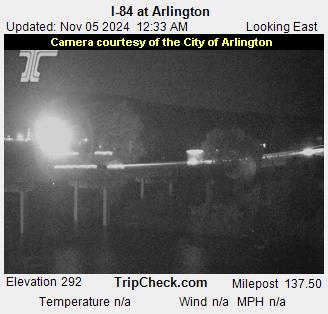 I-84 at Arlington
Updated: Nov 05 2024 12:33 AM Looking East
Camera courtesy of the City of Arlington
Elevation 292 TripCheck.com Milepost 137.50
Temperature n/a Wind n/a MPH n/a